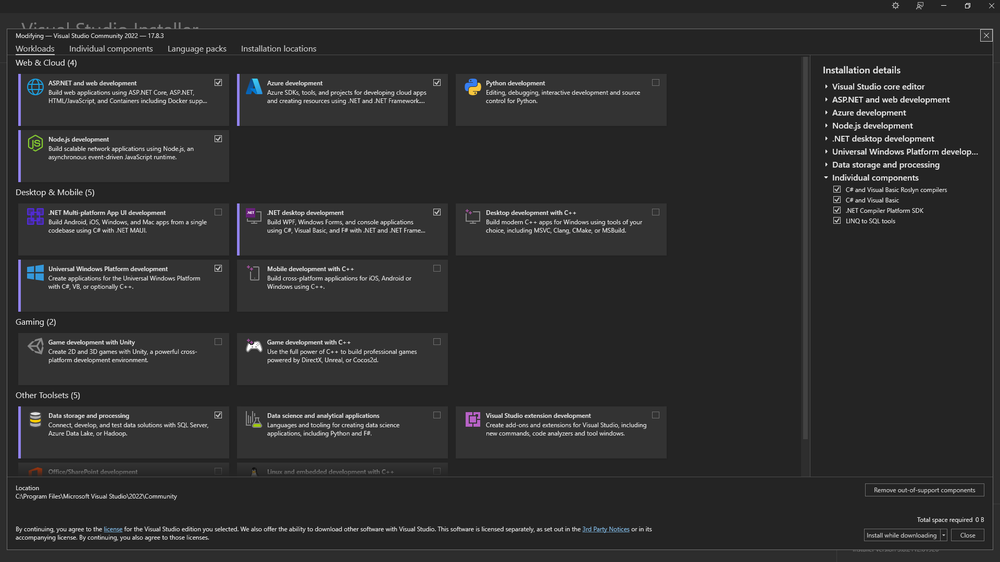 Visual Studio Installer
Modifying — Visual Studio Community 2022 — 17.8.3
Workloads
Individual components
Language packs
Installation locations
Web & Cloud (4)
ASP.NET and web development
Build web applications using ASP.NET Core, ASP.NET,
HTML/JavaScript, and Containers including Docker supp...
Azure development
Azure SDKs, tools, and projects for developing cloud apps
and creating resources using .NET and .NET Framework....
Python development
Editing, debugging, interactive development and source
control for Python.
Node.js development
Build scalable network applications using Node.js, an
asynchronous event-driven JavaScript runtime.
Desktop & Mobile (5)
.NET Multi-platform App UI development
Build Android, iOS, Windows, and Mac apps from a single
codebase using C# with .NET MAUI.
.NET
.NET desktop development
Build WPF, Windows Forms, and console applications
using C#, Visual Basic, and F# with .NET and .NET Frame...
Desktop development with C++
Build modern C++ apps for Windows using tools of your
choice, including MSVC, Clang, CMake, or MSBuild.
Universal Windows Platform development
Create applications for the Universal Windows Platform
with C#, VB, or optionally C++.
Mobile development with C++
Build cross-platform applications for iOS, Android or
Windows using C++.
Gaming (2)
Game development with Unity
Create 2D and 3D games with Unity, a powerful cross-
platform development environment.
Game development with C++
Use the full power of C++ to build professional games
powered by DirectX, Unreal, or Cocos2d.
Other Toolsets (5)
Data storage and processing
Connect, develop, and test data solutions with SQL Server,
Azure Data Lake, or Hadoop.
Data science and analytical applications
Languages and tooling for creating data science
applications, including Python and F#.
Visual Studio extension development
Create add-ons and extensions for Visual Studio, including
new commands, code analyzers and tool windows.
Office/SharePoint development
Linux and embedded development with C++
Installation details
Visual Studio core editor
ASP.NET and web development
Azure development
Node.js development
.NET desktop development
Universal Windows Platform develop...
Data storage and processing
Individual components
C# and Visual Basic Roslyn compilers
C# and Visual Basic
.NET Compiler Platform SDK
LINQ to SQL tools
Location
C:\Program Files\Microsoft Visual Studio\2022\Community
Remove out-of-support components
Total space required 0 B
By continuing, you agree to the license for the Visual Studio edition you selected. We also offer the ability to download other software with Visual Studio. This software is licensed separately, as set out in the 3rd Party Notices or in its
accompanying license. By continuing, you also agree to those licenses.
Install while downloading
Close